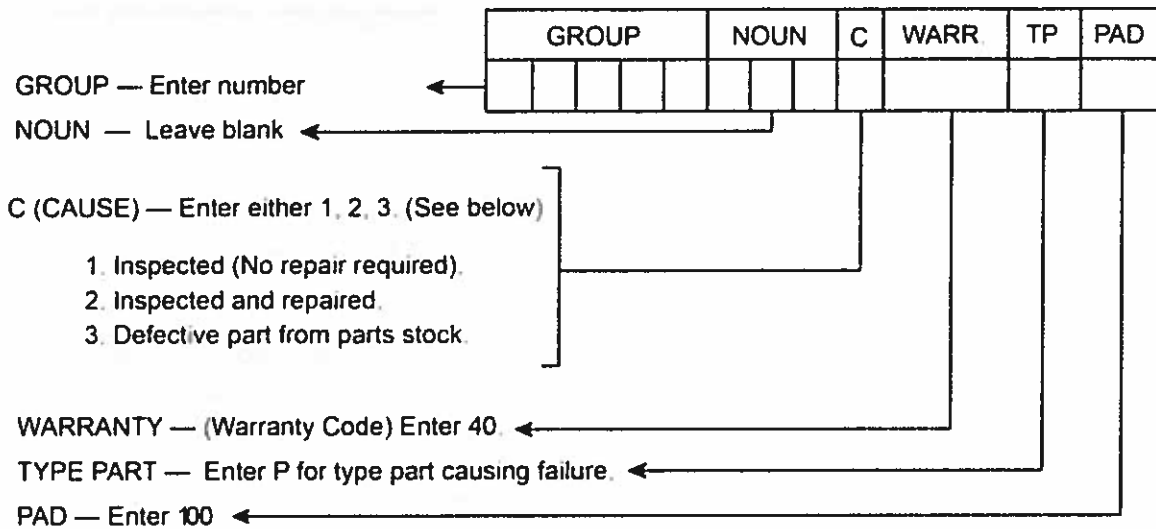 GROUP NOUN C WARR. TP PAD
GROUP — Enter number
NOUN — Leave blank
C (CAUSE) — Enter either 1, 2, 3. (See below)
1. Inspected (No repair required).
2. Inspected and repaired.
3. Defective part from parts stock.
WARRANTY — (Warranty Code) Enter 40.
TYPE PART — Enter P for type part causing failure.
PAD — Enter 100